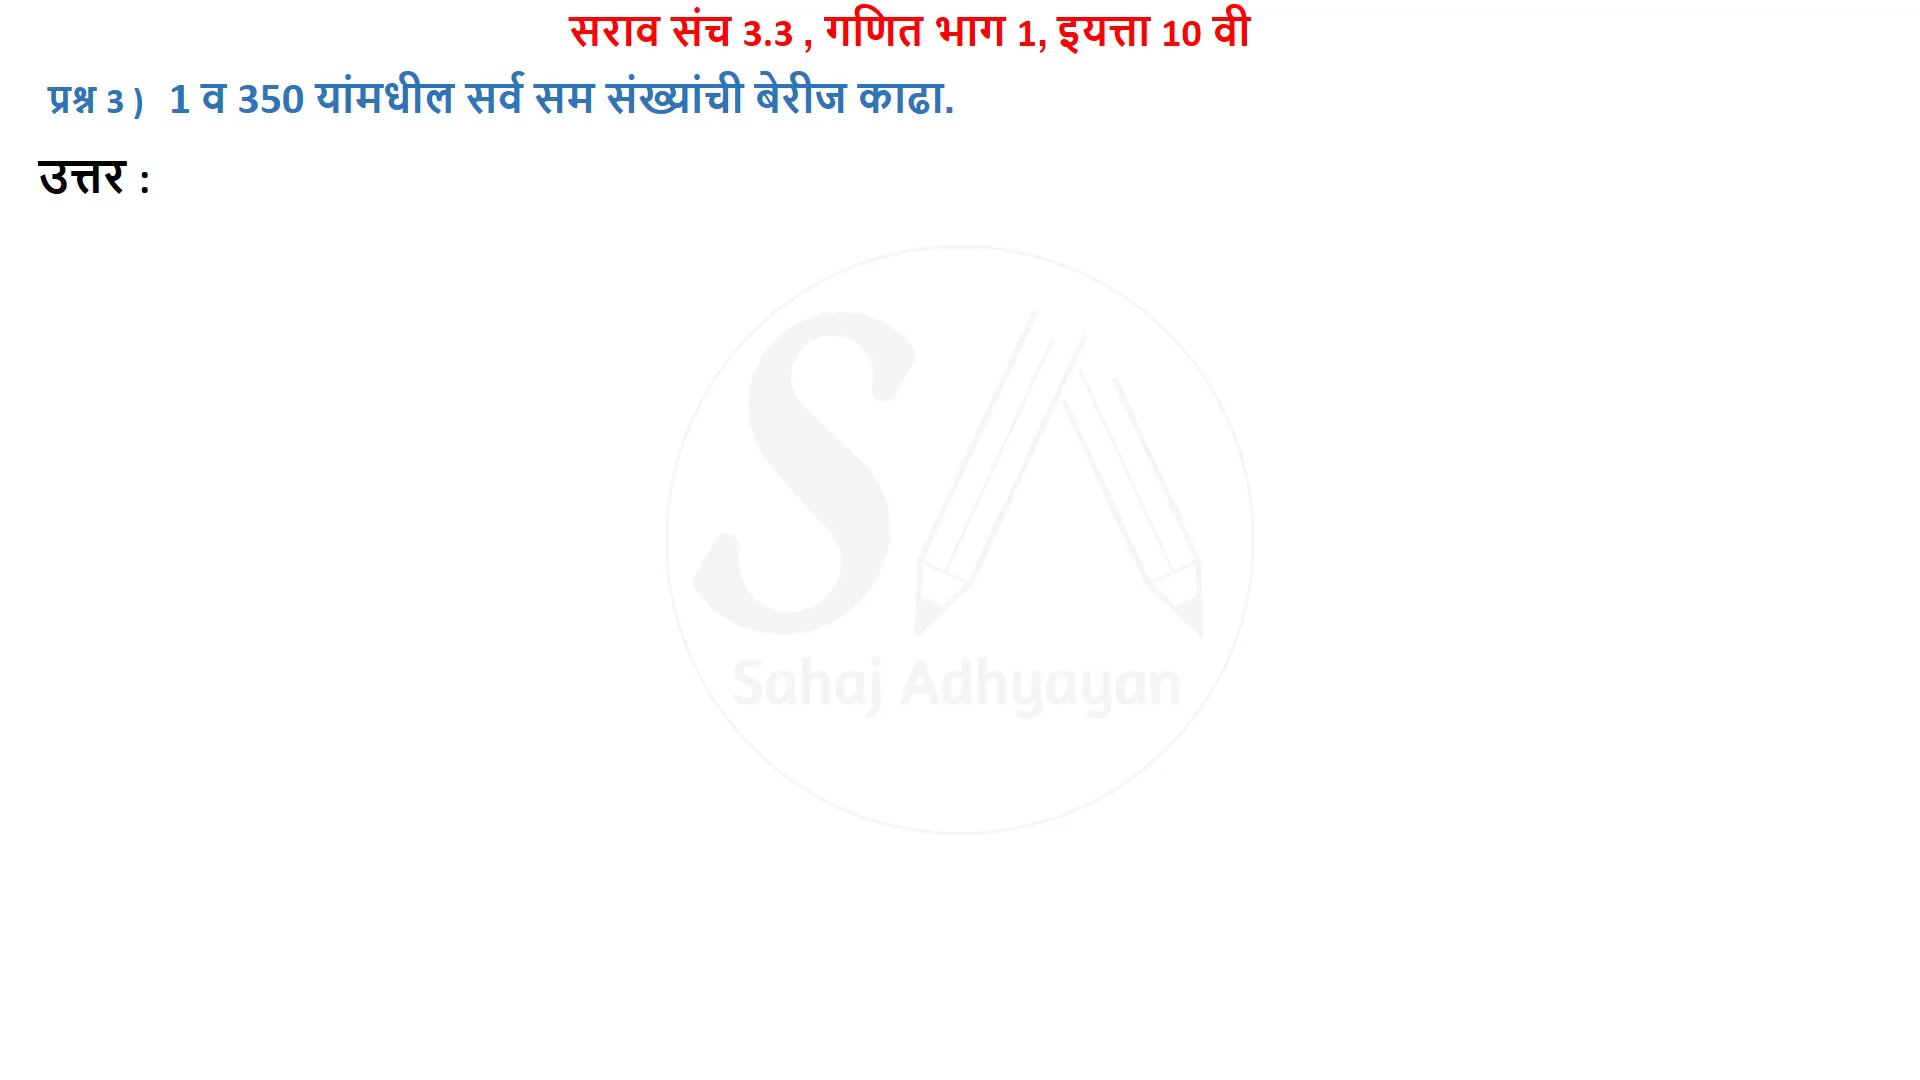 सराव संच 3.3 , गणित भाग 1, इयत्ता 10 वी
प्रश्न 3 ) 1 व 350 यांमधील सर्व सम संख्यांची बेरीज काढा.
उत्तर :
Sahaj Adhyayan